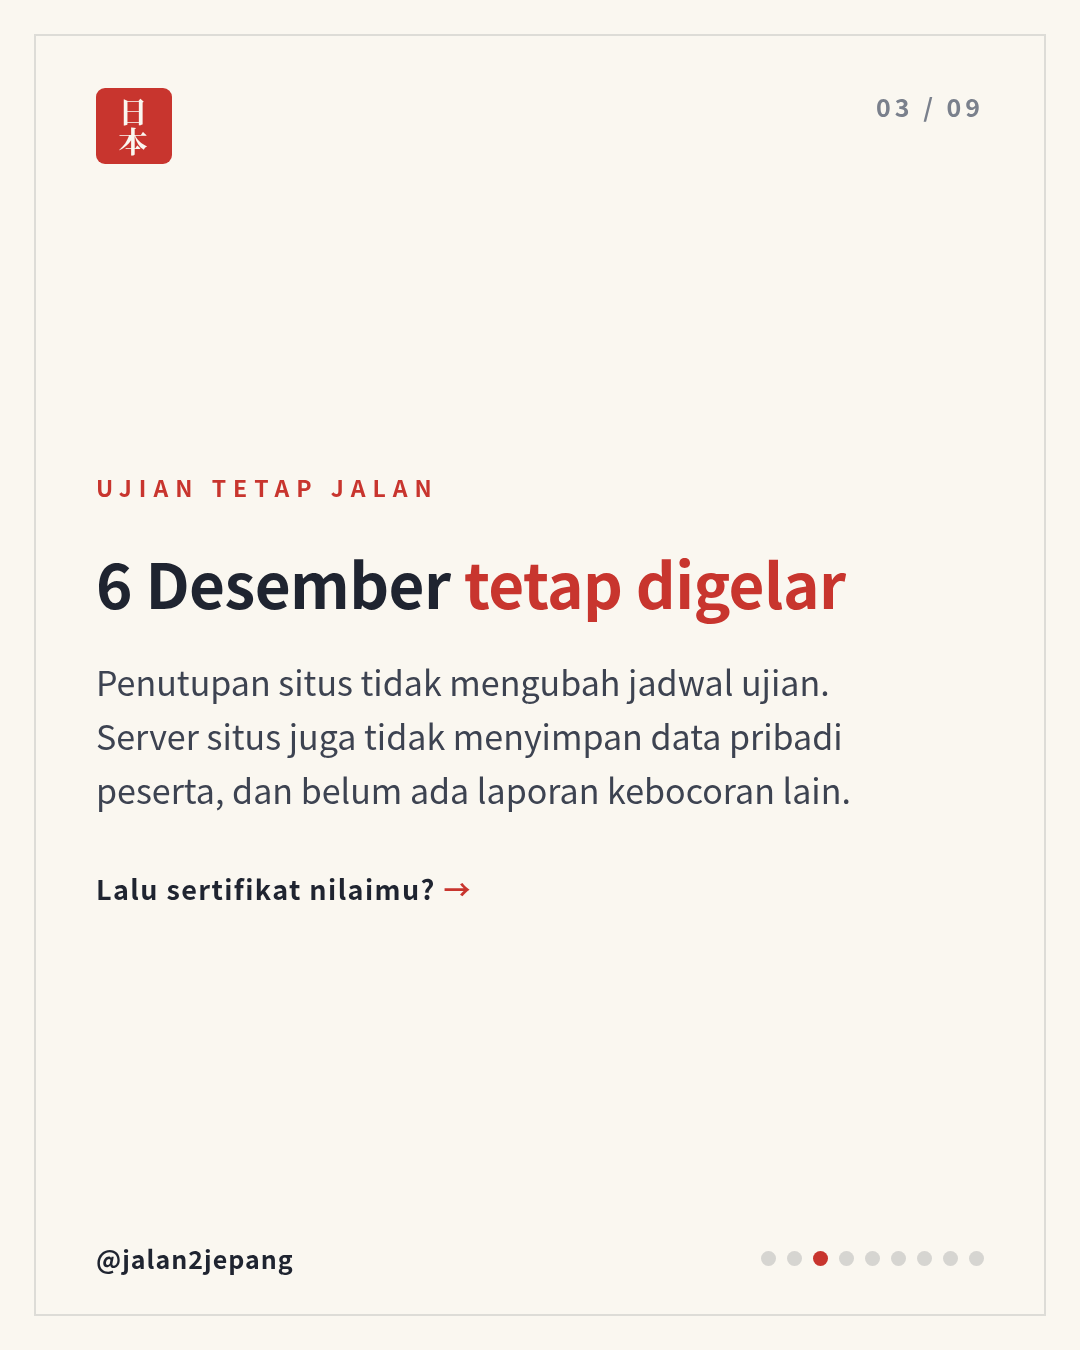 日本
03 / 09
UJIAN TETAP JALAN
6 Desember tetap digelar
Penutupan situs tidak mengubah jadwal ujian.
Server situs juga tidak menyimpan data pribadi
peserta, dan belum ada laporan kebocoran lain.
Lalu sertifikat nilaimu? →
@jalan2jepang